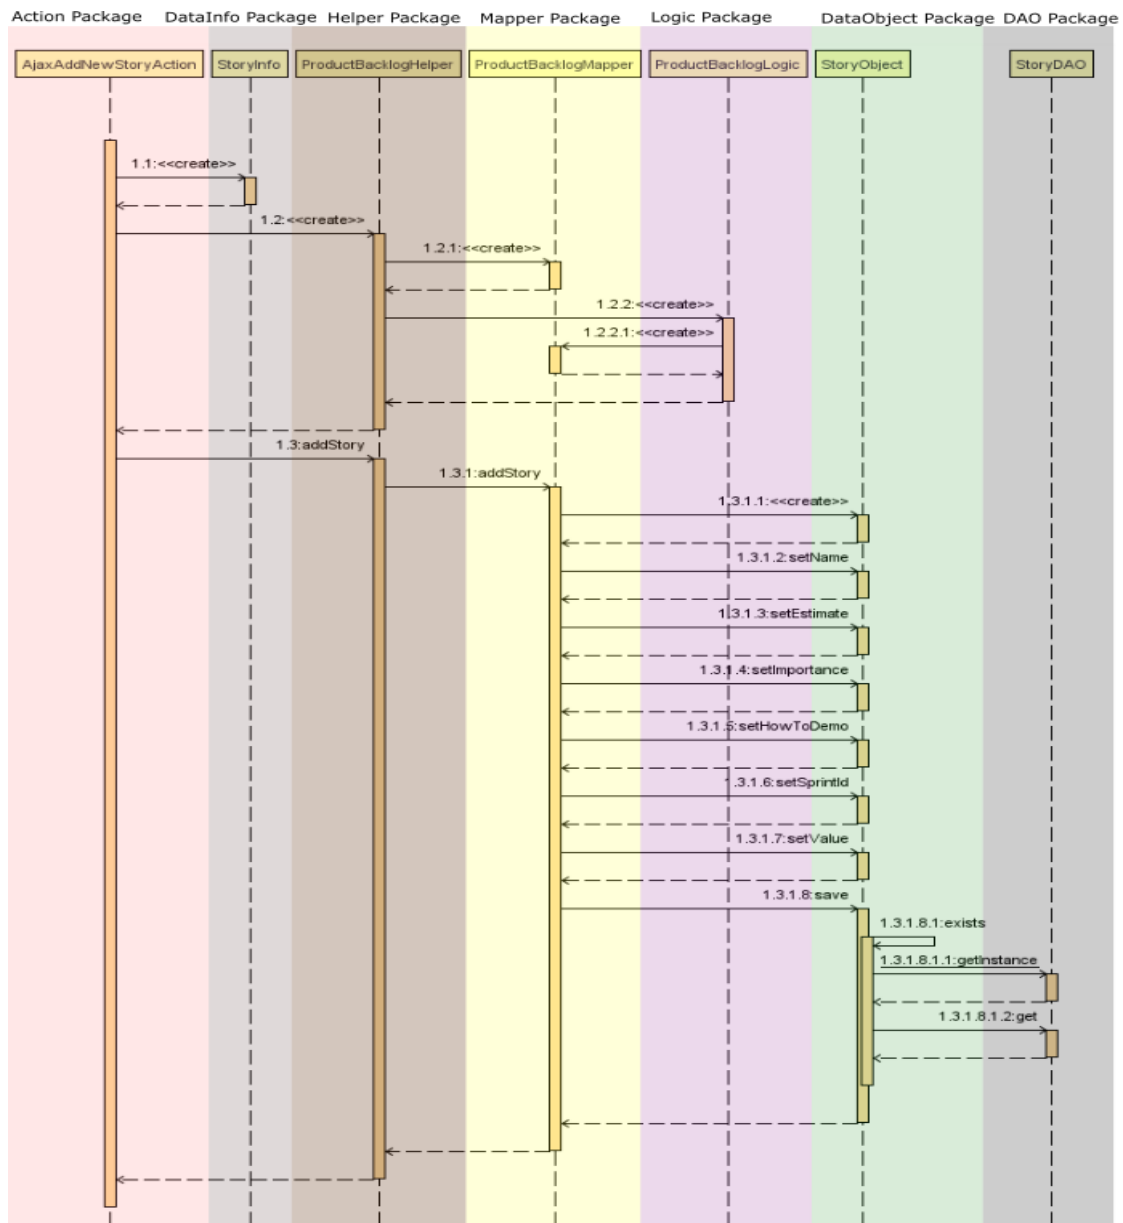 Action Package DataInfo Package Helper Package Mapper Package Logic Package DataObject Package DAO Package
AjaxAddNewStoryAction StoryInfo ProductBacklogHelper ProductBacklogMapper ProductBacklogLogic StoryObject StoryDAO
1.1:<<create>>
1.2:<<create>>
1.2.1:<<create>>
1.2.2:<<create>>
1.2.2.1:<<create>>
1.3:addStory
1.3.1:addStory
1.3.1.1:<<create>>
1.3.1.2:setName
1.3.1.3:setEstimate
1.3.1.4:setImportance
1.3.1.5:setHowToDemo
1.3.1.6:setSprintId
1.3.1.7:setValue
1.3.1.8:save
1.3.1.8.1:exists
1.3.1.8.1.1:getInstance
1.3.1.8.1.2:get